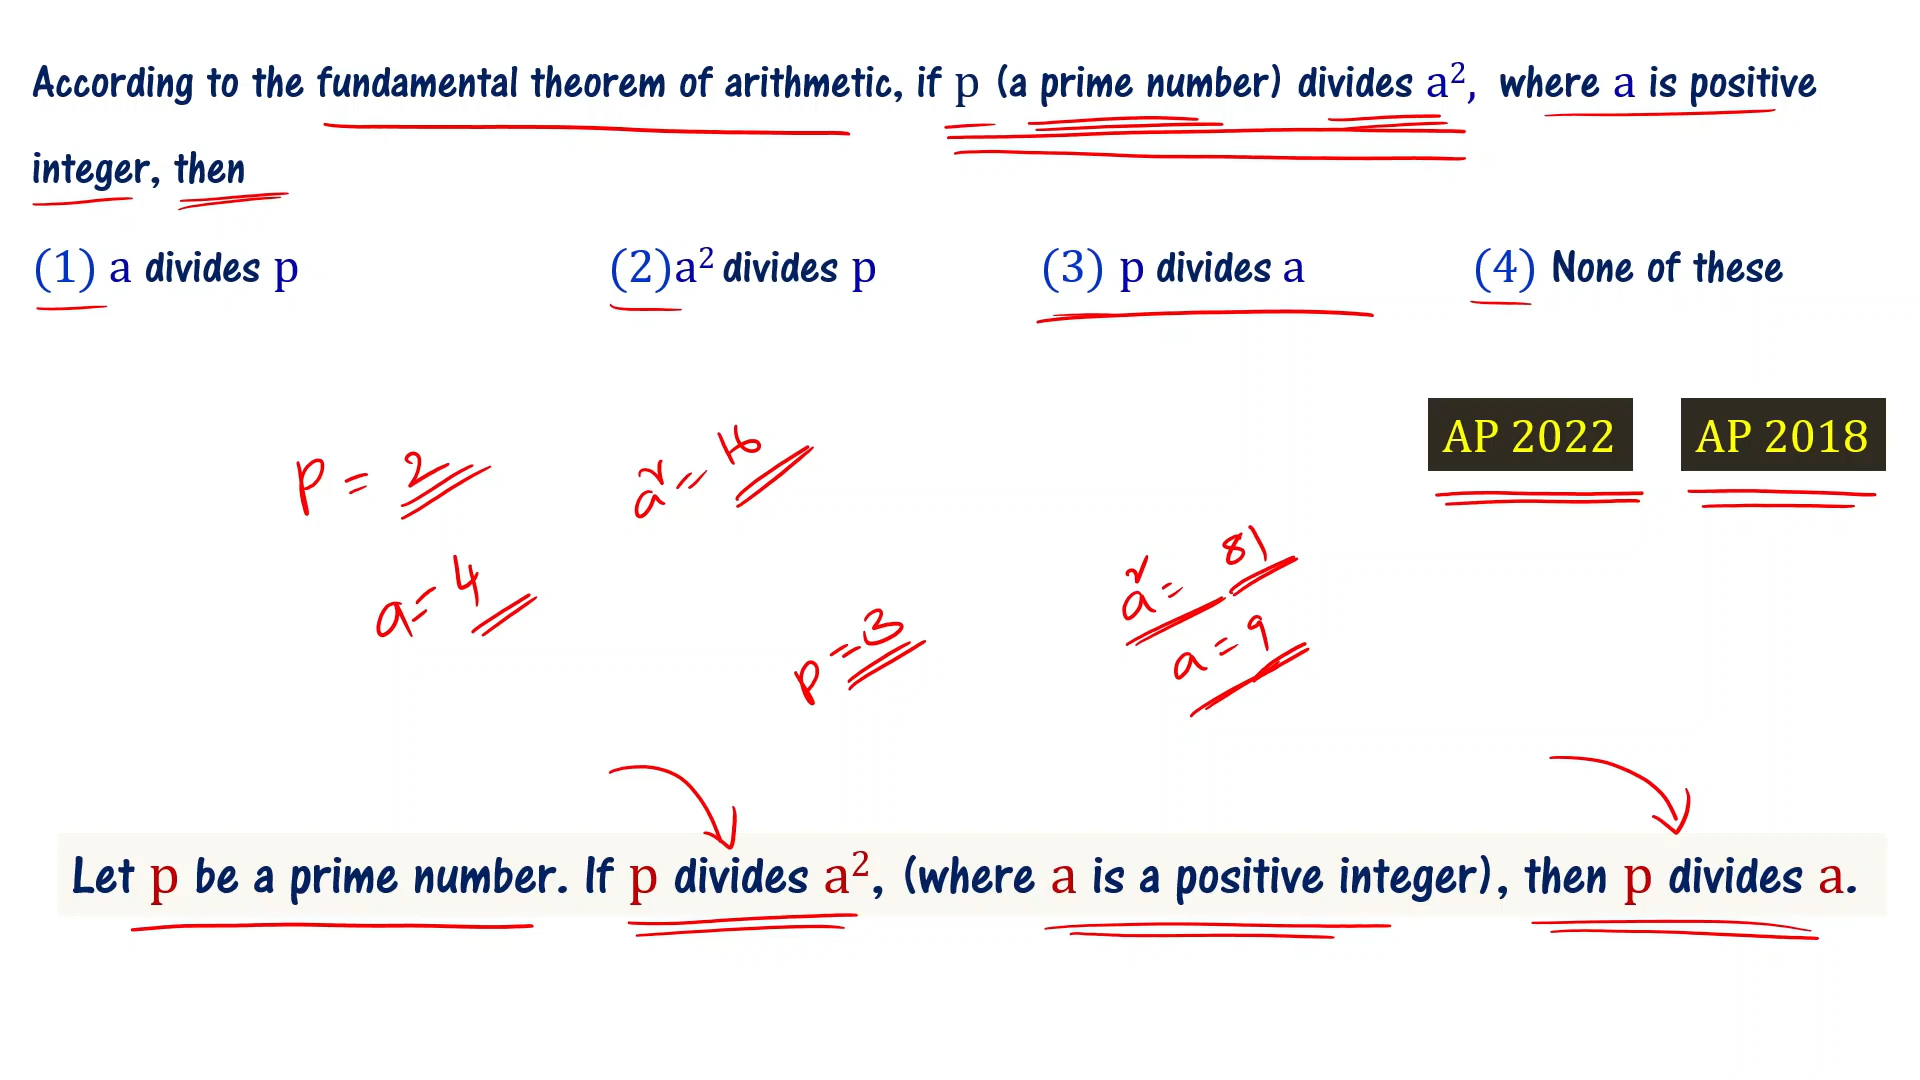 According to the fundamental theorem of arithmetic, if p (a prime number) divides a², where a is positive
integer, then
(1) a divides p (2)a² divides p (3) p divides a (4) None of these
AP 2022 AP 2018
p = 2 a² = 16
a = 4
a² = 81
p = 3 a = 9
Let p be a prime number. If p divides a², (where a is a positive integer), then p divides a.